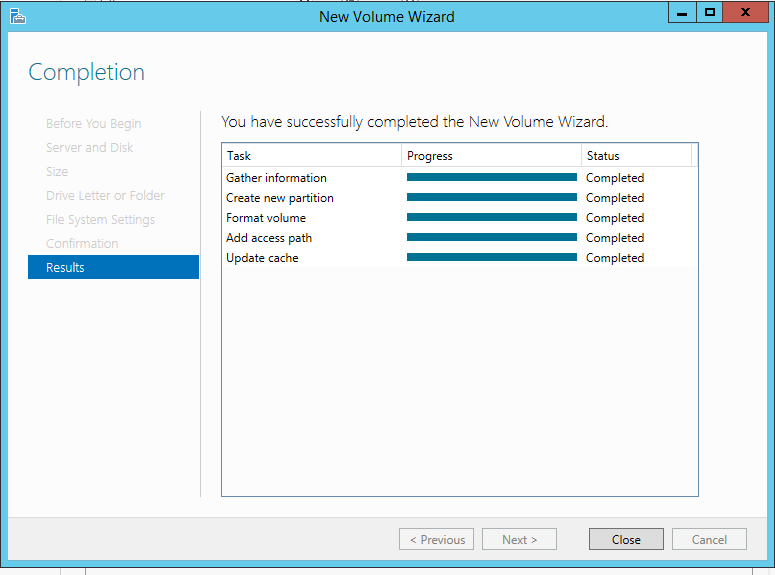 New Volume Wizard
Completion
Before You Begin
Server and Disk
Size
Drive Letter or Folder
File System Settings
Confirmation
Results
You have successfully completed the New Volume Wizard.
Task Progress Status
Gather information Completed
Create new partition Completed
Format volume Completed
Add access path Completed
Update cache Completed
< Previous Next > Close Cancel